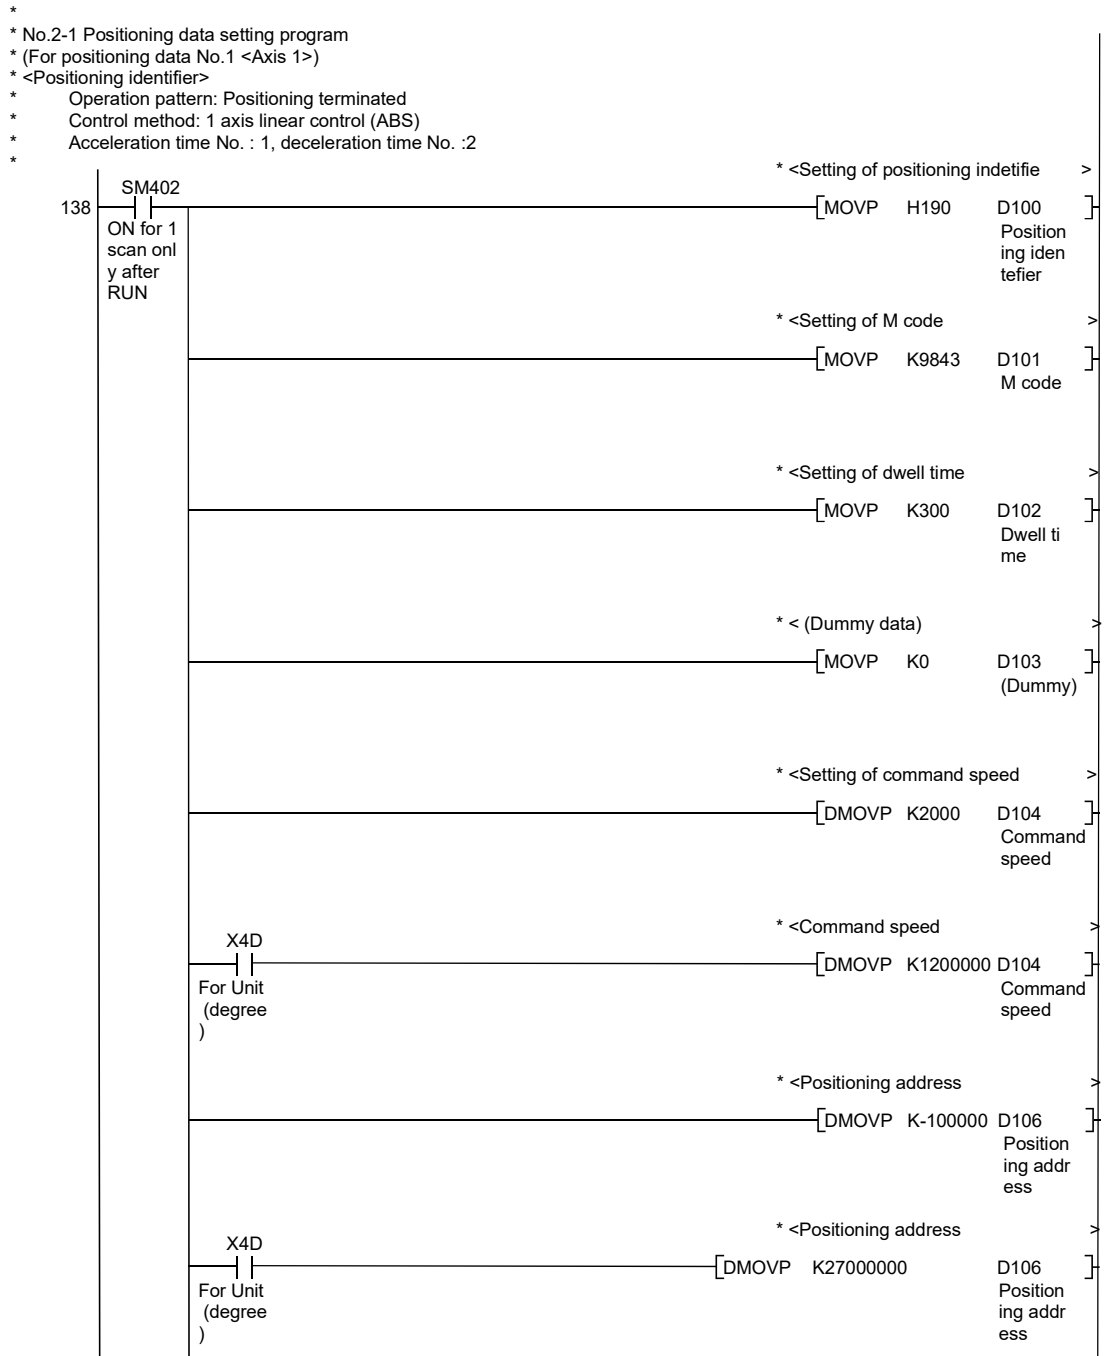 *
* No.2-1 Positioning data setting program
* (For positioning data No.1 <Axis 1>)
* <Positioning identifier>
* Operation pattern: Positioning terminated
* Control method: 1 axis linear control (ABS)
* Acceleration time No. : 1, deceleration time No. :2
*
* <Setting of positioning indetifie >
SM402
138
MOVP H190 D100
ON for 1
scan onl
y after
RUN
Position
ing iden
tefier
* <Setting of M code >
MOVP K9843 D101
M code
* <Setting of dwell time >
MOVP K300 D102
Dwell ti
me
* < (Dummy data) >
MOVP K0 D103
(Dummy)
* <Setting of command speed >
DMOVP K2000 D104
Command
speed
* <Command speed >
X4D
DMOVP K1200000 D104
For Unit
(degree
)
Command
speed
* <Positioning address >
DMOVP K-100000 D106
Position
ing addr
ess
* <Positioning address >
X4D
DMOVP K27000000 D106
For Unit
(degree
)
Position
ing addr
ess